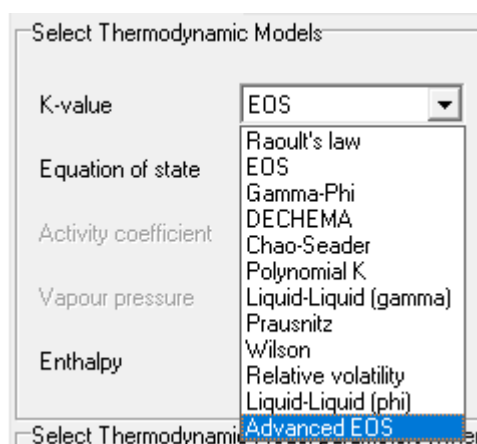 Select Thermodynamic Models
K-value
EOS
Raoult's law
Equation of state
EOS
Gamma-Phi
Activity coefficient
DECHEMA
Chao-Seader
Polynomial K
Vapour pressure
Liquid-Liquid (gamma)
Prausnitz
Wilson
Enthalpy
Relative volatility
Liquid-Liquid (phi)
Advanced EOS
Select